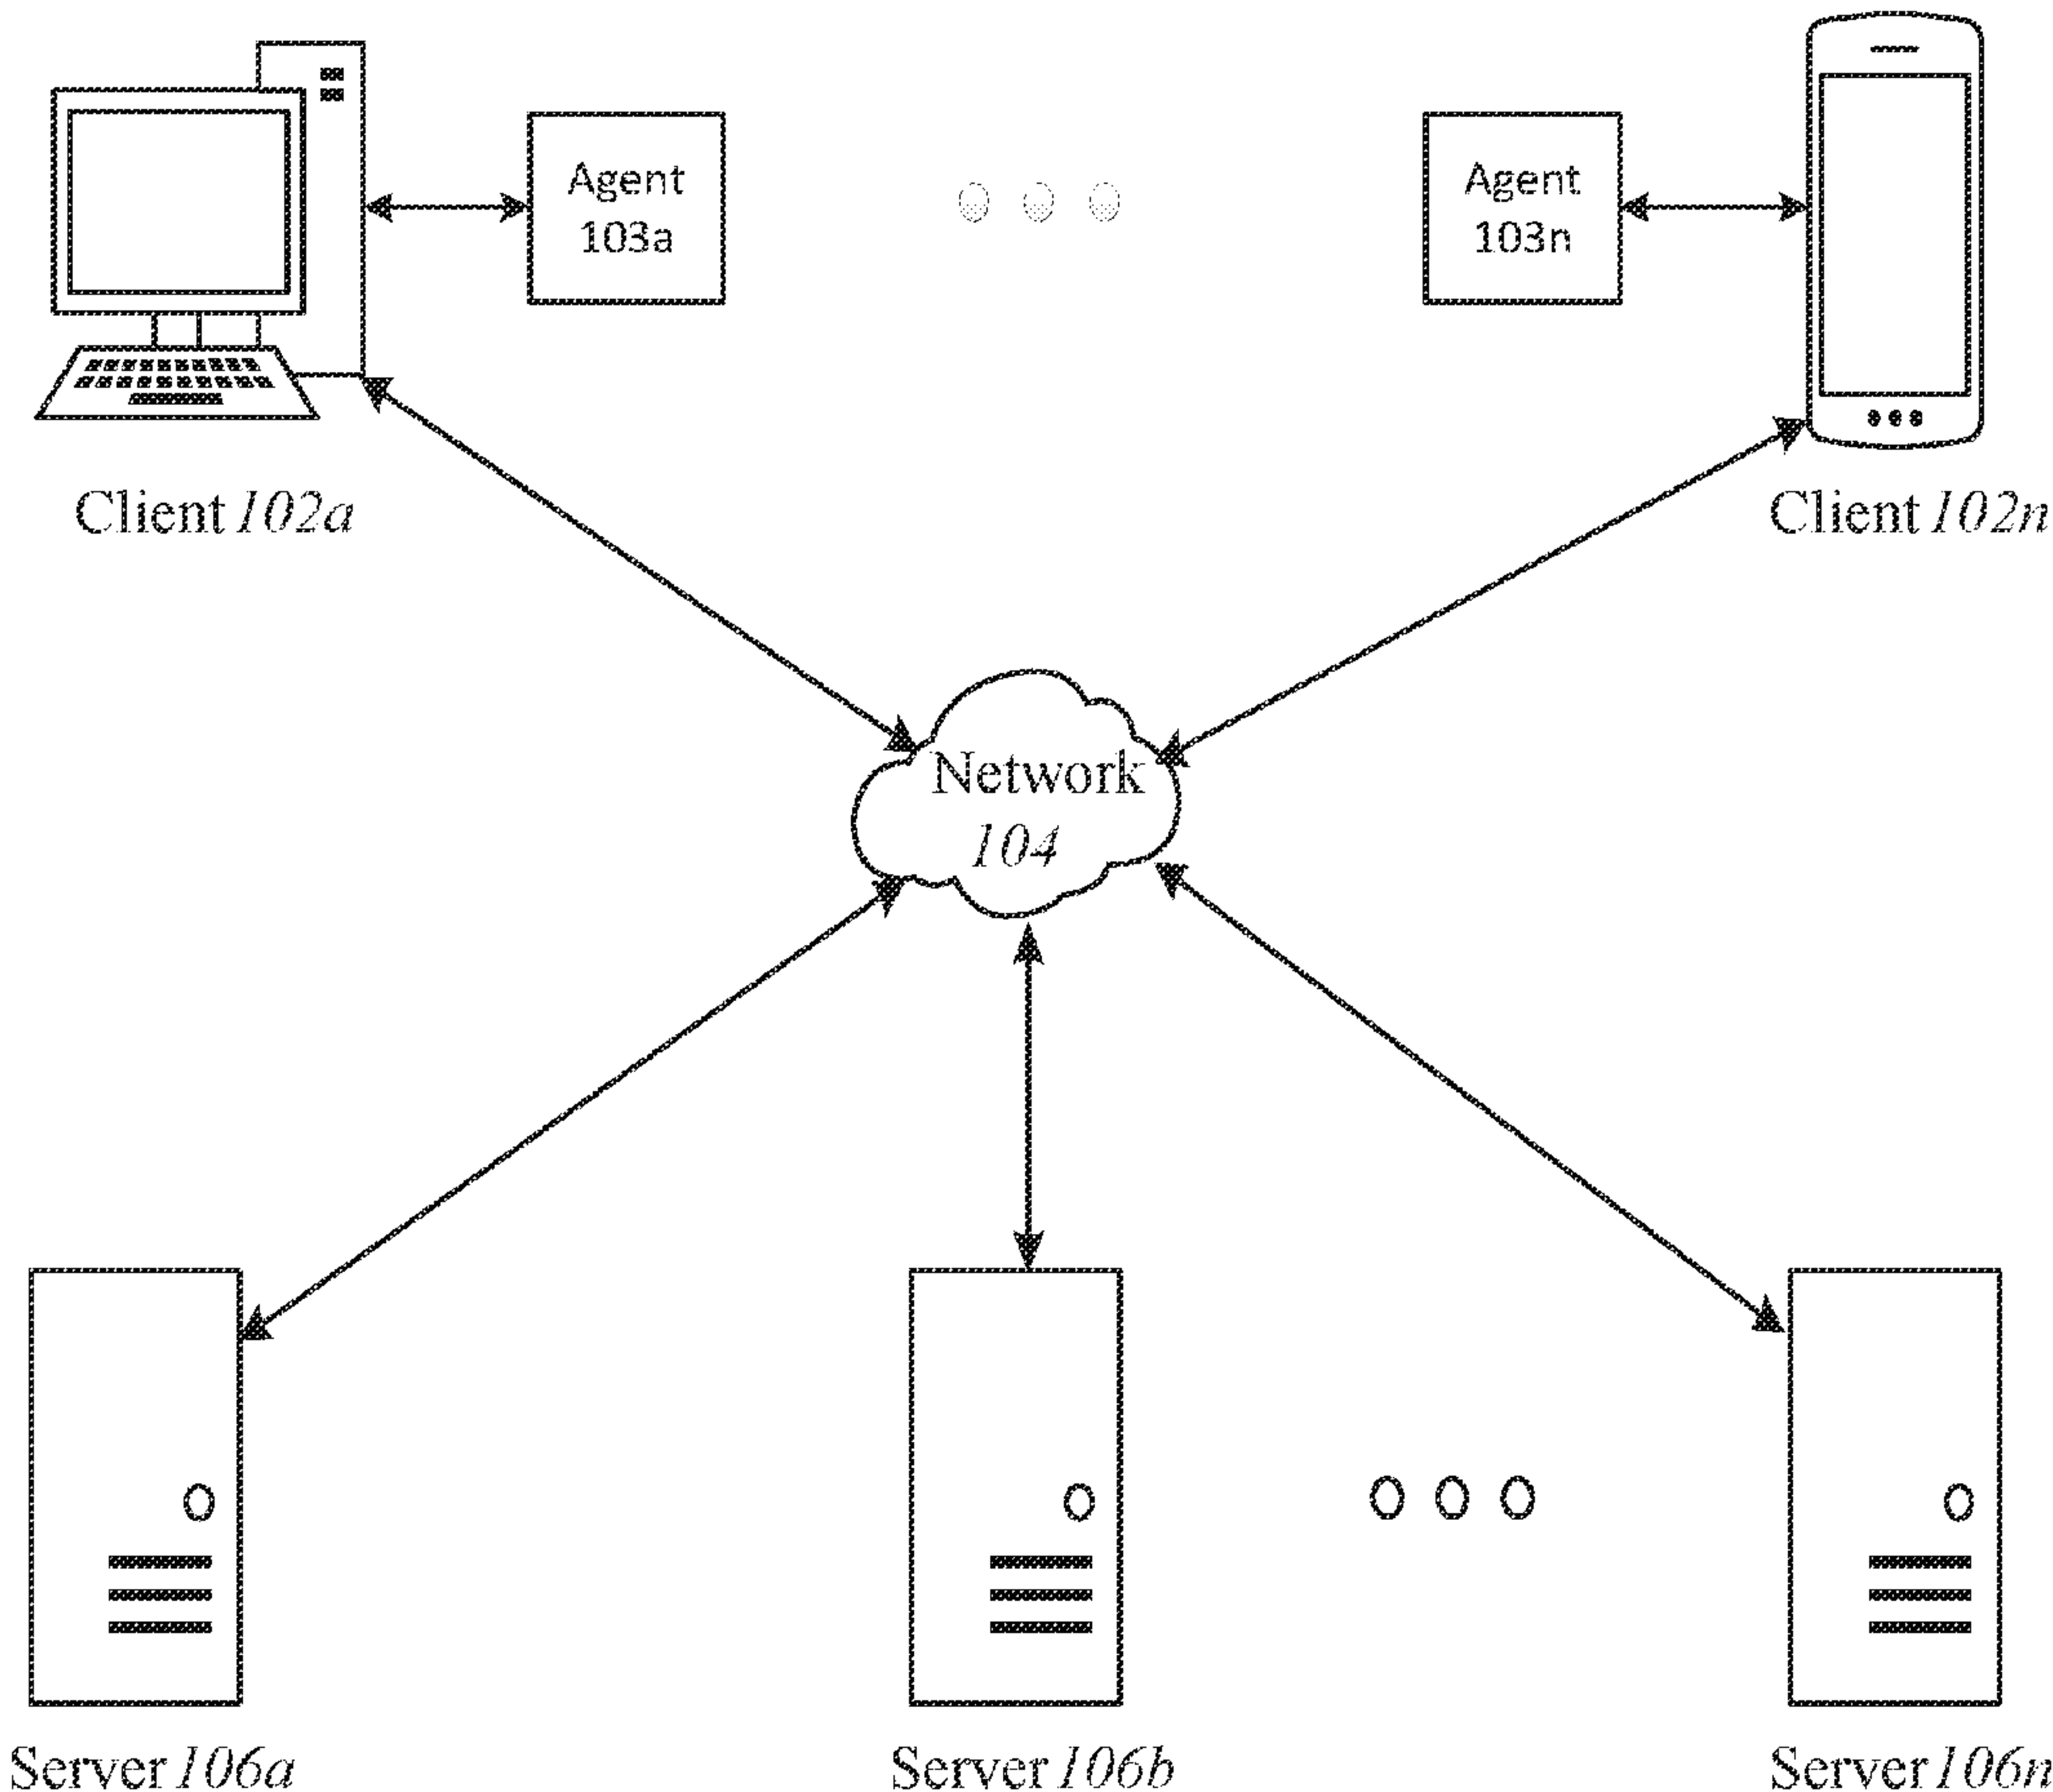 Agent
103a
Agent
103n
Client 102a
Client 102n
Network
104
Server 106a
Server 106b
Server 106n